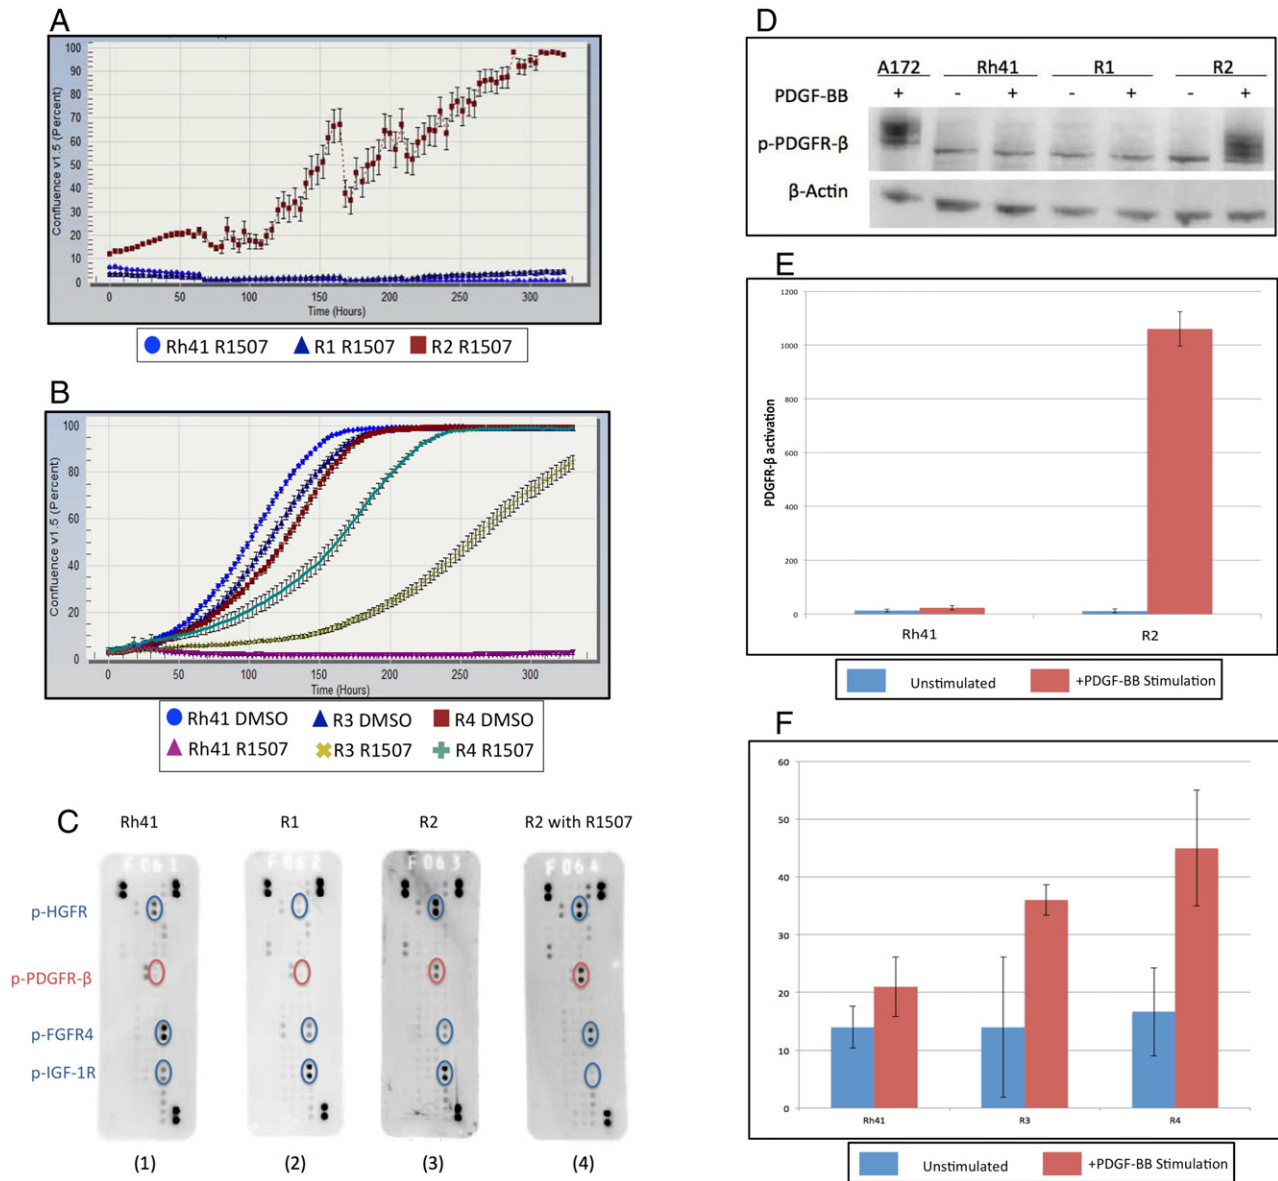 A
Confluence v1.5 (Percent)
100
90
80
70
60
50
40
30
20
10
0
0 50 100 150 200 250 300
Time (Hours)
Rh41 R1507 R1 R1507 R2 R1507
B
Confluence v1.5 (Percent)
100
80
60
40
20
0
0 50 100 150 200 250 300
Time (Hours)
Rh41 DMSO R3 DMSO R4 DMSO
Rh41 R1507 R3 R1507 R4 R1507
C
Rh41 R1 R2 R2 with R1507
p-HGFR
p-PDGFR-β
p-FGFR4
p-IGF-1R
(1) (2) (3) (4)
D
A172 Rh41 R1 R2
PDGF-BB + - + - + - +
p-PDGFR-β
β-Actin
E
PDGFR-β activation
1200
1000
800
600
400
200
0
Rh41 R2
Unstimulated +PDGF-BB Stimulation
F
60
50
40
30
20
10
0
Rh41 R3 R4
Unstimulated +PDGF-BB Stimulation